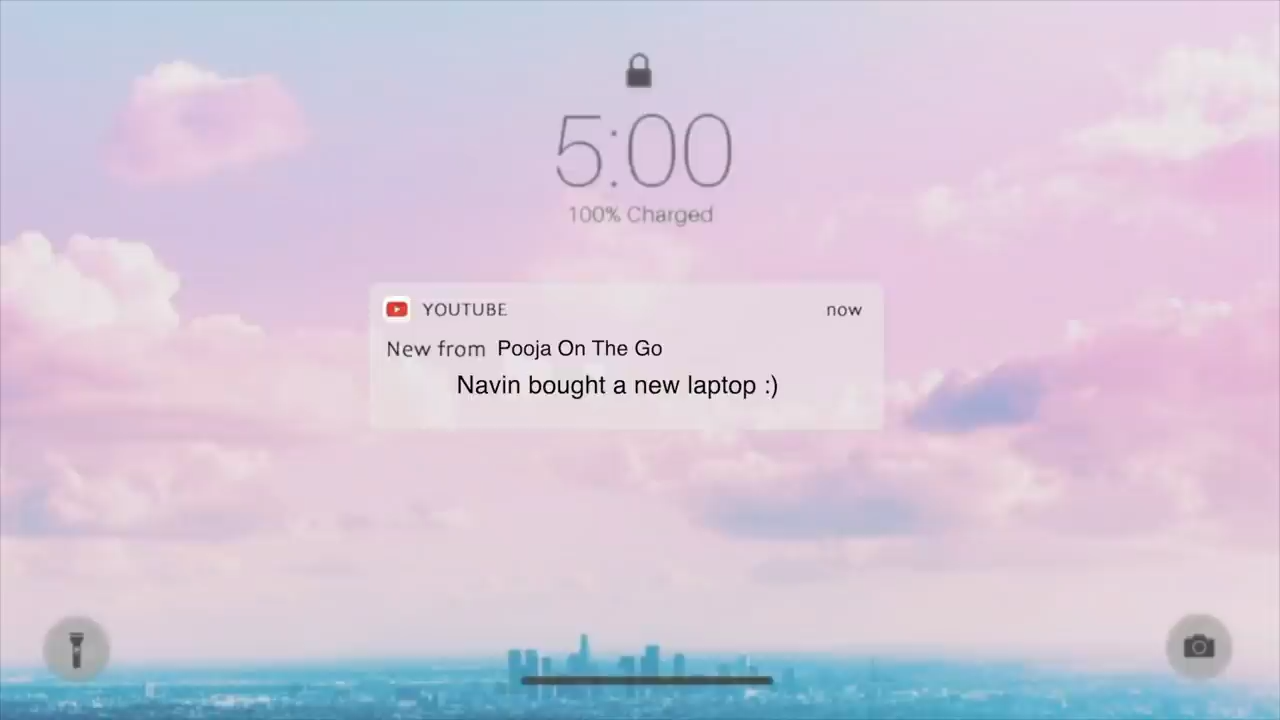 5:00
100% Charged
YOUTUBE now
New from Pooja On The Go
Navin bought a new laptop :)